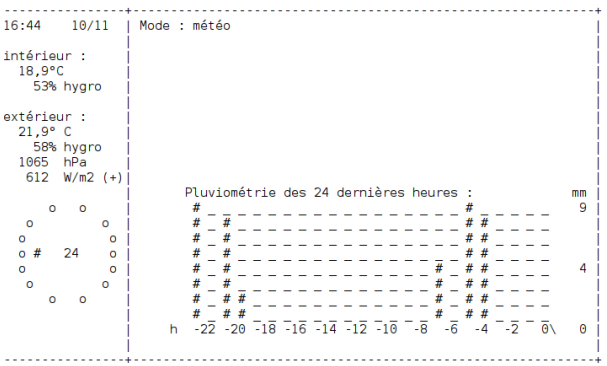 16:44 10/11
intérieur :
18,9°C
53% hygro
extérieur :
21,9° C
58% hygro
1065 hPa
612 W/m2 (+)
24
Mode : météo
Pluviométrie des 24 dernières heures : mm
9
4
h -22 -20 -18 -16 -14 -12 -10 -8 -6 -4 -2 0\ 0